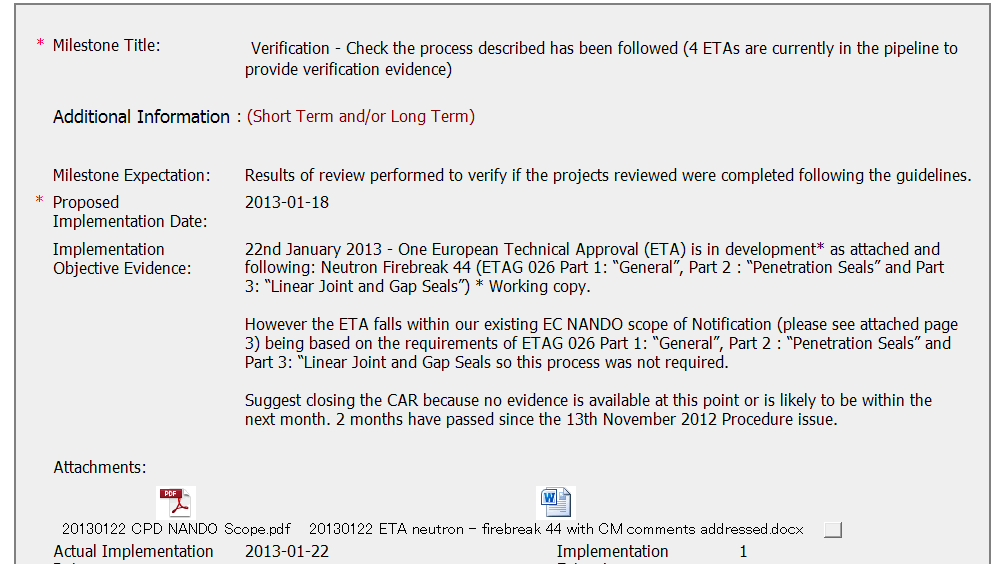 * Milestone Title: Verification - Check the process described has been followed (4 ETAs are currently in the pipeline to
provide verification evidence)
Additional Information : (Short Term and/or Long Term)
Milestone Expectation: Results of review performed to verify if the projects reviewed were completed following the guidelines.
* Proposed 2013-01-18
Implementation Date:
Implementation 22nd January 2013 - One European Technical Approval (ETA) is in development* as attached and
Objective Evidence: following: Neutron Firebreak 44 (ETAG 026 Part 1: “General”, Part 2 : “Penetration Seals” and Part
3: “Linear Joint and Gap Seals”) * Working copy.
However the ETA falls within our existing EC NANDO scope of Notification (please see attached page
3) being based on the requirements of ETAG 026 Part 1: “General”, Part 2 : “Penetration Seals” and
Part 3: “Linear Joint and Gap Seals so this process was not required.
Suggest closing the CAR because no evidence is available at this point or is likely to be within the
next month. 2 months have passed since the 13th November 2012 Procedure issue.
Attachments:
PDF W
20130122 CPD NANDO Scope.pdf 20130122 ETA neutron - firebreak 44 with CM comments addressed.docx
Actual Implementation 2013-01-22 Implementation 1